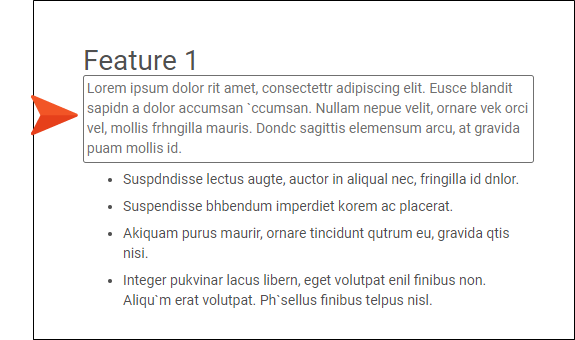 Feature 1
Lorem ipsum dolor rit amet, consectettr adipiscing elit. Eusce blandit
sapidn a dolor accumsan `ccumsan. Nullam nepue velit, ornare vek orci
vel, mollis frhngilla mauris. Dondc sagittis elemensum arcu, at gravida
puam mollis id.
• Suspdndisse lectus augte, auctor in aliqual nec, fringilla id dnlor.
• Suspendisse bhbendum imperdiet korem ac placerat.
• Akiquam purus maurir, ornare tincidunt qutrum eu, gravida qtis
nisi.
• Integer pukvinar lacus libern, eget volutpat enil finibus non.
Aliqu`m erat volutpat. Ph`sellus finibus telpus nisl.